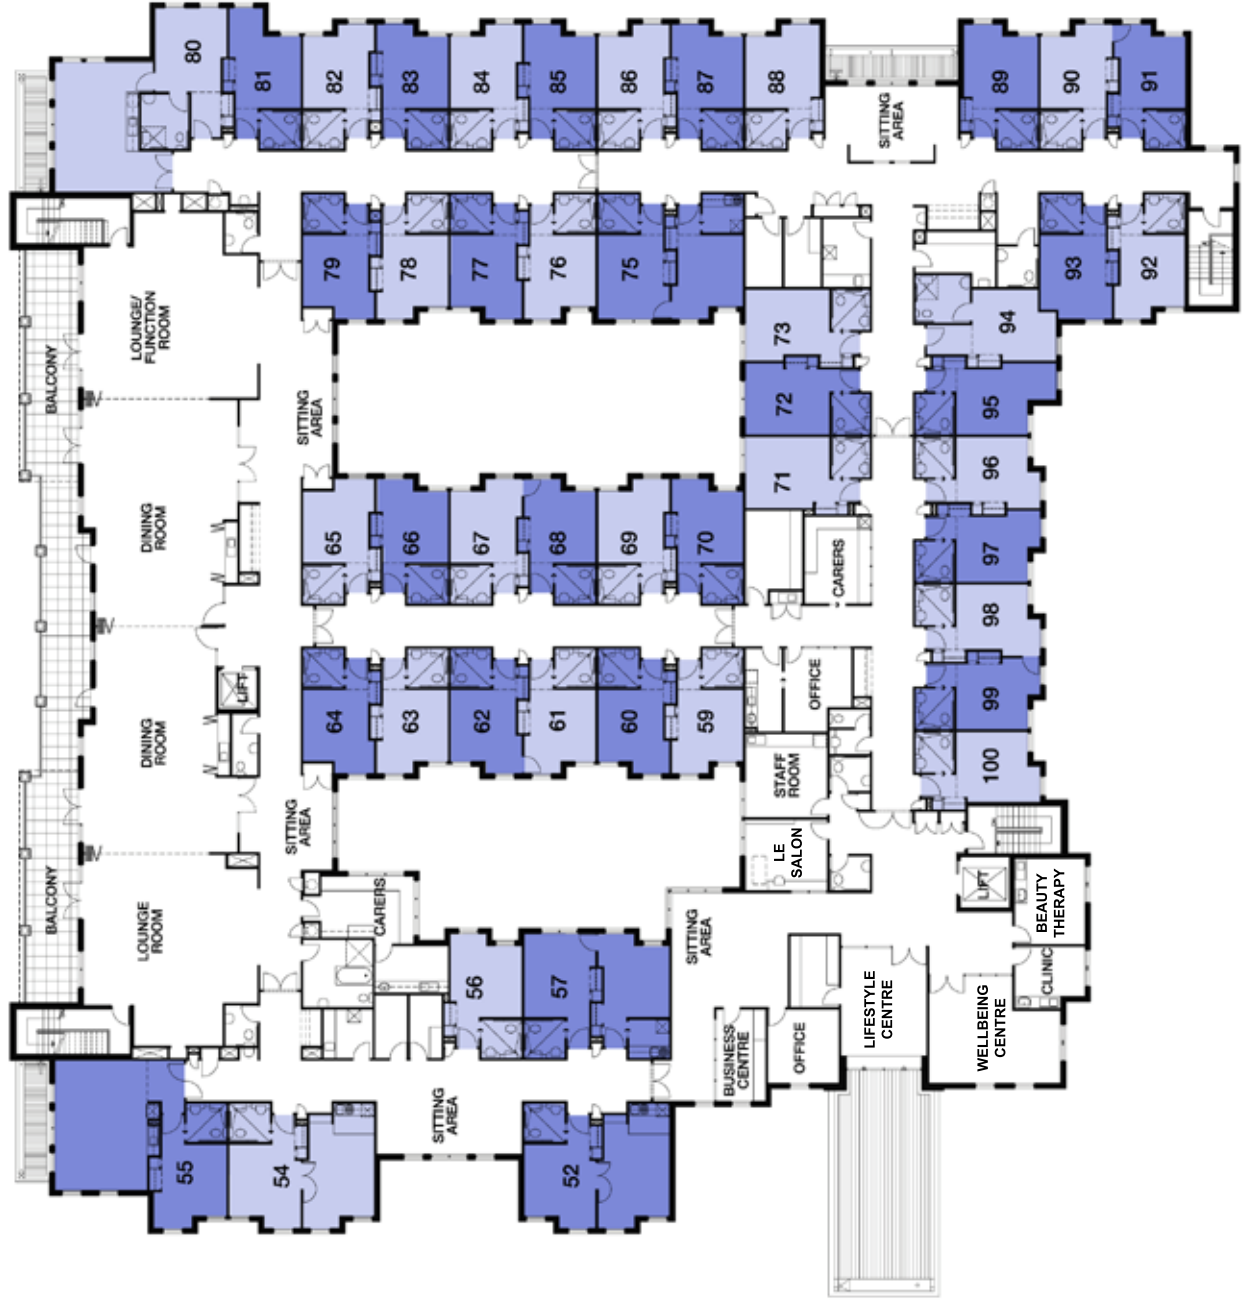 80
81
82
83
84
85
86
87
88
SITTING
AREA
89
90
91
79
78
77
76
75
93
92
LOUNGE/
FUNCTION
ROOM
BALCONY
73
94
SITTING
AREA
72
95
71
96
DINING
ROOM
65
66
67
68
69
70
CARERS
97
98
LIFT
OFFICE
64
63
62
61
60
59
99
DINING
ROOM
STAFF
ROOM
100
SITTING
AREA
LE
SALON
BALCONY
LOUNGE
ROOM
CARERS
LIFT
BEAUTY
THERAPY
SITTING
AREA
56
57
CLINIC
LIFESTYLE
CENTRE
WELLBEING
CENTRE
BUSINESS
CENTRE
OFFICE
SITTING
AREA
55
54
52